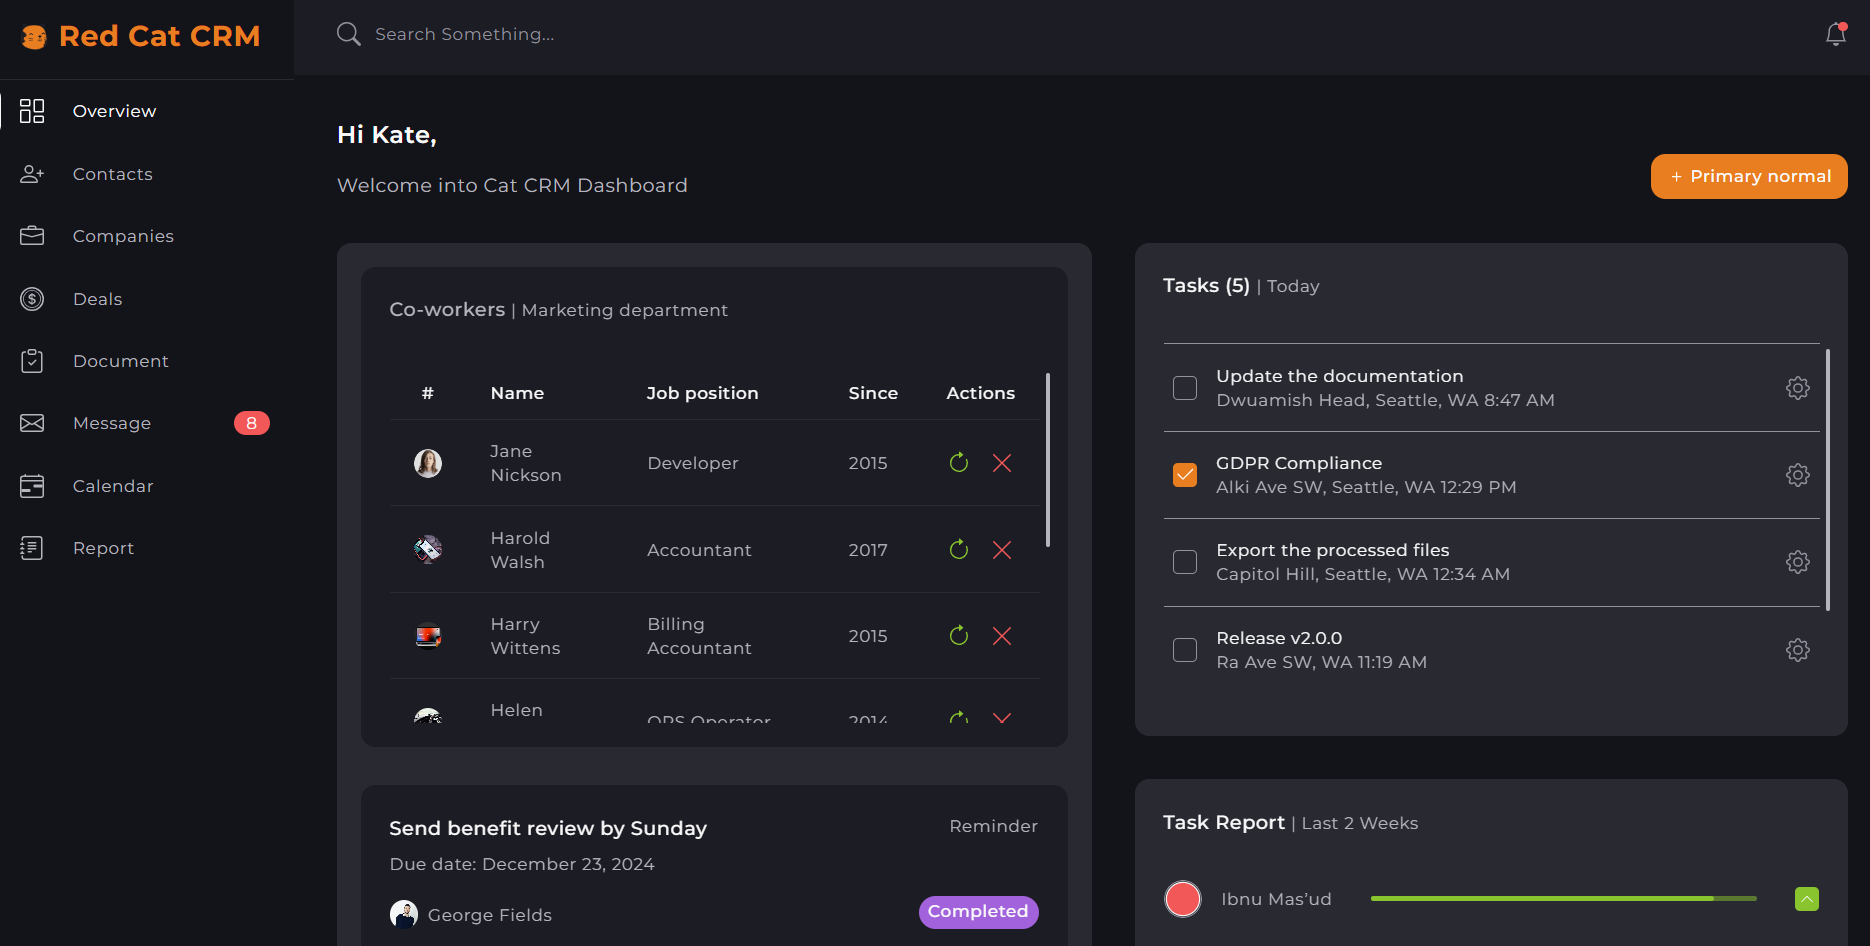 Red Cat CRM
Search Something...
Overview
Contacts
Companies
Deals
Document
Message 8
Calendar
Report
Hi Kate,
Welcome into Cat CRM Dashboard
+ Primary normal
Co-workers | Marketing department
# Name Job position Since Actions
Jane
Nickson
Developer 2015
Harold
Walsh
Accountant 2017
Harry
Wittens
Billing
Accountant
2015
Helen
OPS Operator 2014
Send benefit review by Sunday Reminder
Due date: December 23, 2024
George Fields Completed
Tasks (5) | Today
Update the documentation
Dwuamish Head, Seattle, WA 8:47 AM
GDPR Compliance
Alki Ave SW, Seattle, WA 12:29 PM
Export the processed files
Capitol Hill, Seattle, WA 12:34 AM
Release v2.0.0
Ra Ave SW, WA 11:19 AM
Task Report | Last 2 Weeks
Ibnu Mas’ud